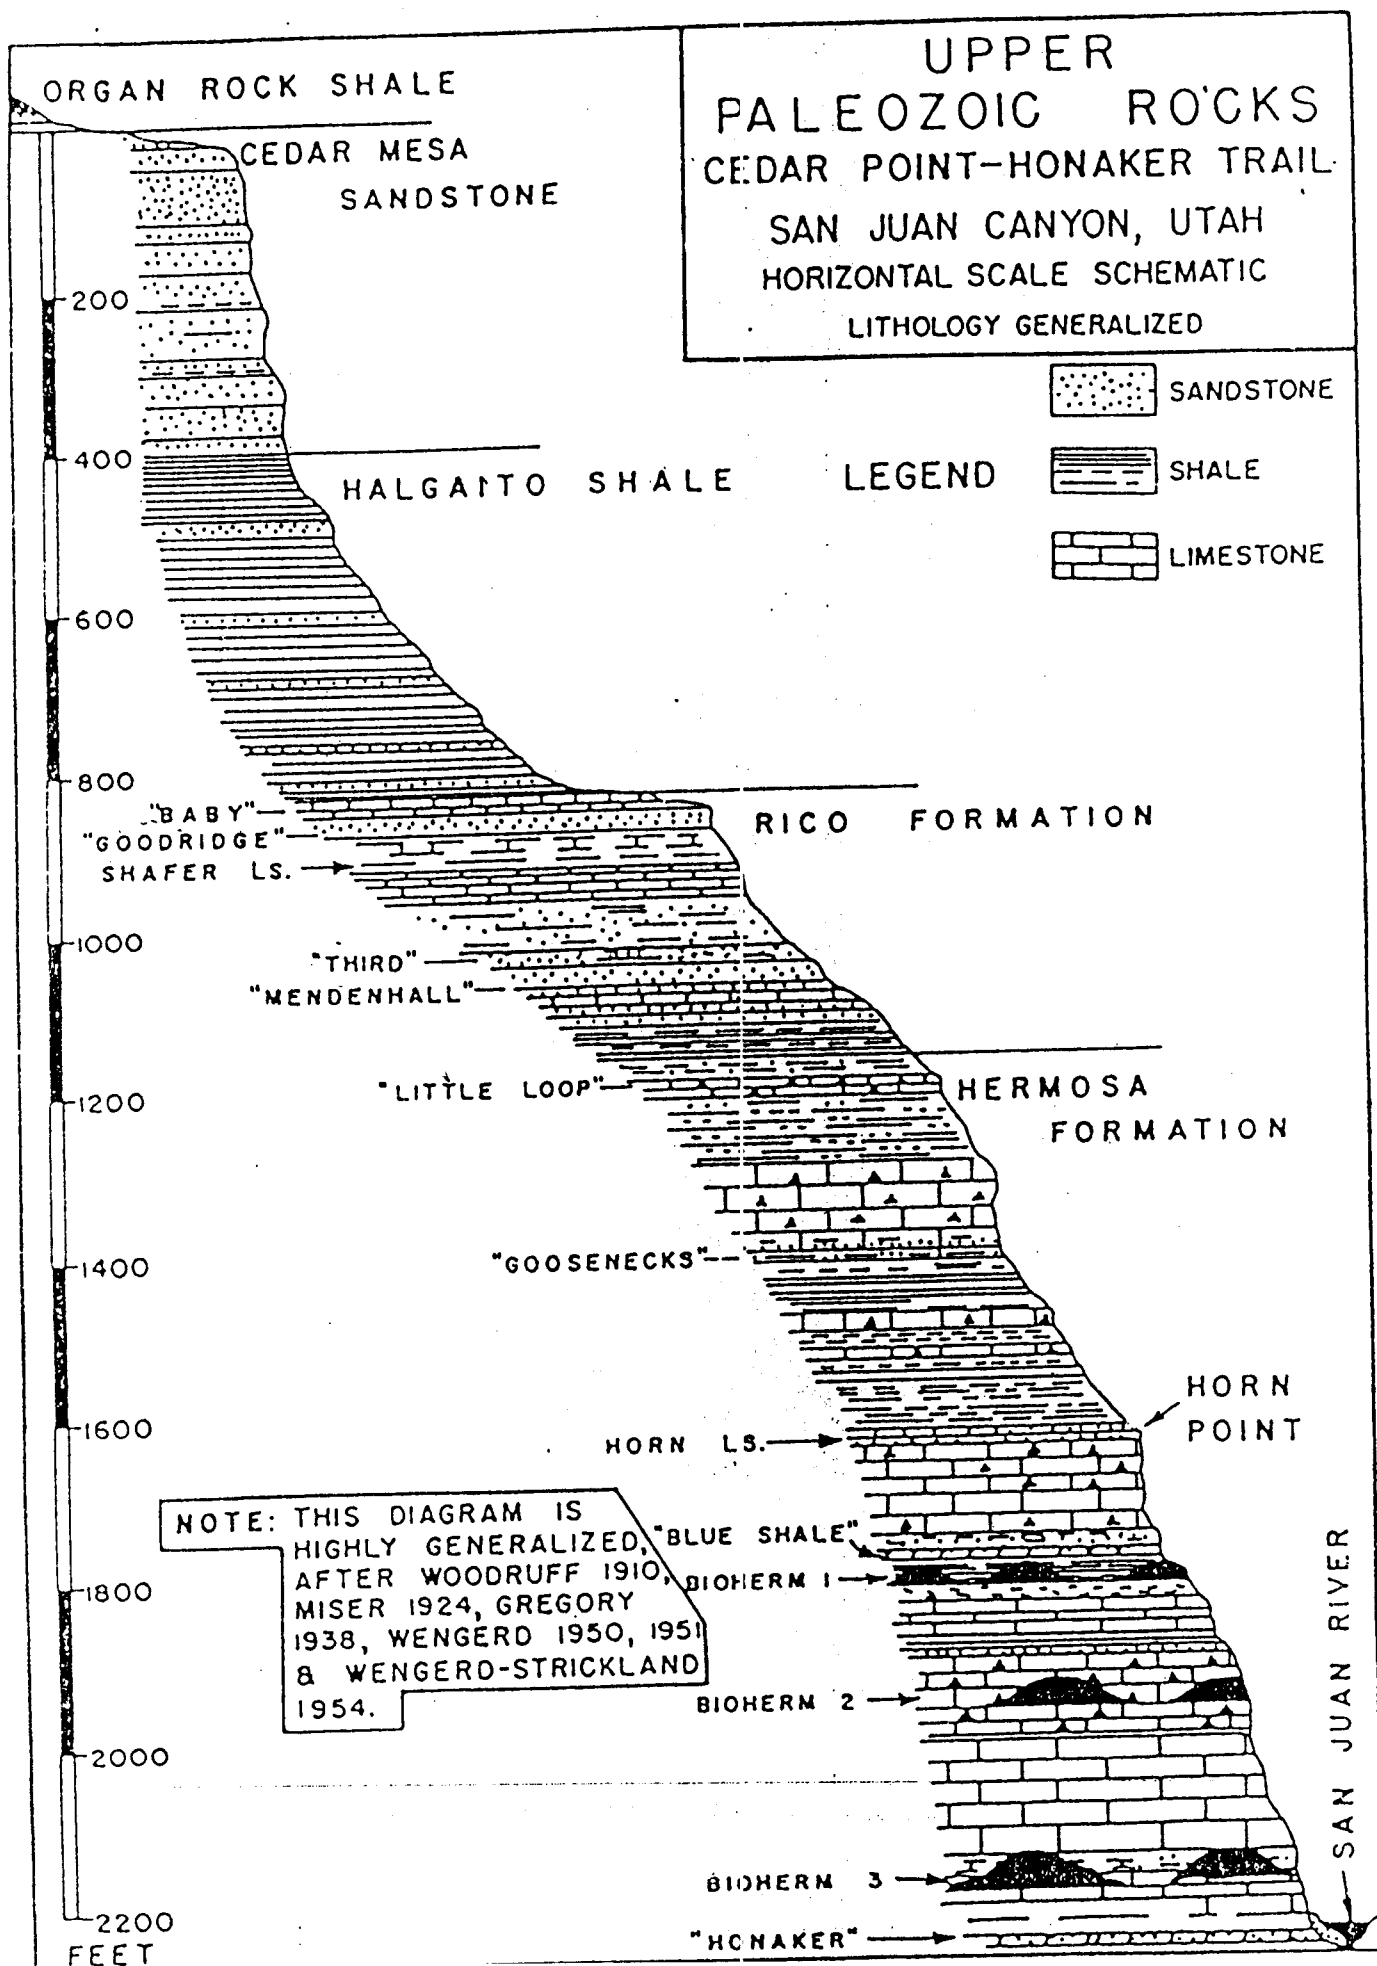 UPPER
PALEOZOIC ROCKS
CEDAR POINT-HONAKER TRAIL
SAN JUAN CANYON, UTAH
HORIZONTAL SCALE SCHEMATIC
LITHOLOGY GENERALIZED
ORGAN ROCK SHALE
CEDAR MESA
SANDSTONE
200
SANDSTONE
400
HALGAITO SHALE
LEGEND
SHALE
LIMESTONE
600
800
"BABY"
RICO FORMATION
"GOODRIDGE"
SHAFER LS.
1000
"THIRD"
"MENDENHALL"
"LITTLE LOOP"
HERMOSA
FORMATION
1200
"GOOSENECKS"
1400
HORN
POINT
1600
HORN LS.
NOTE: THIS DIAGRAM IS
HIGHLY GENERALIZED,
AFTER WOODRUFF 1910,
MISER 1924, GREGORY
1938, WENGERD 1950, 1951
& WENGERD-STRICKLAND
1954.
"BLUE SHALE"
BIOHERM 1
1800
BIOHERM 2
2000
SAN JUAN RIVER
BIOHERM 3
2200
FEET
"HONAKER"